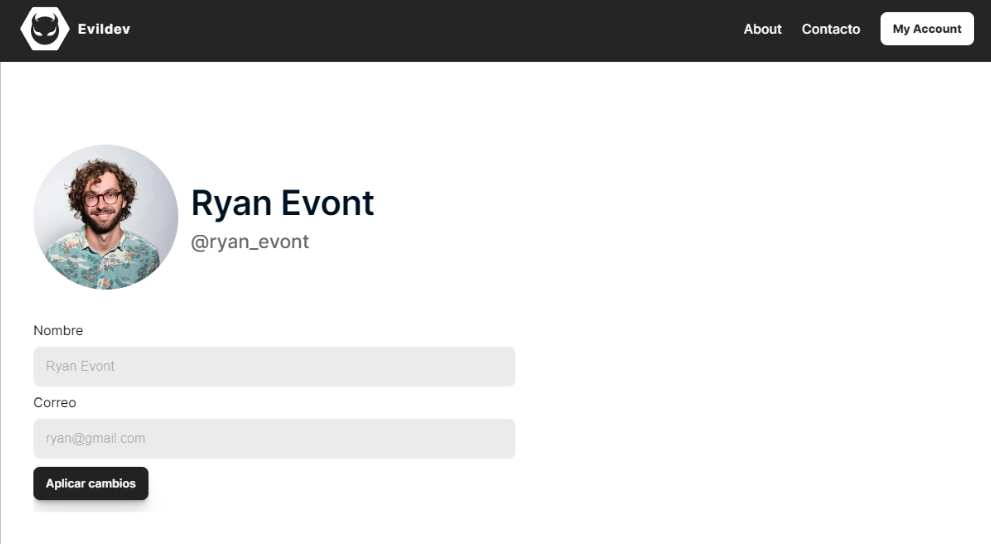 Evildev
About Contacto My Account
Ryan Evont
@ryan_evont
Nombre
Ryan Evont
Correo
ryan@gmail.com
Aplicar cambios